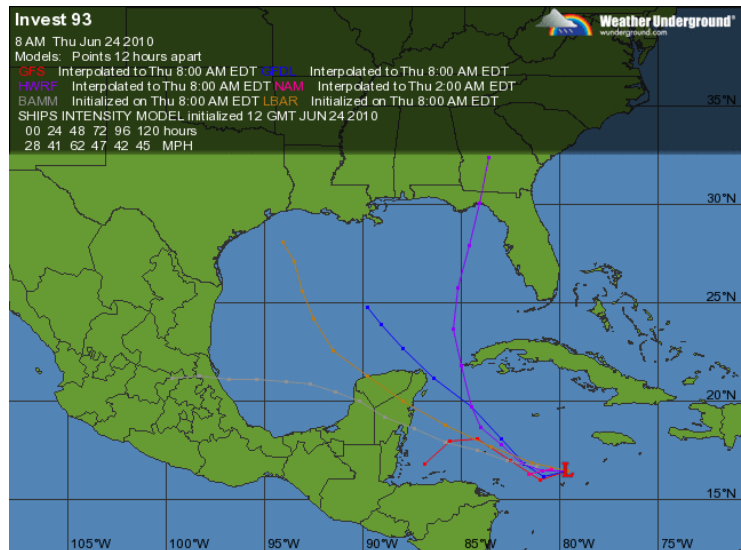 Invest 93
Weather Underground®
wunderground.com
8 AM Thu Jun 24 2010
Models: Points 12 hours apart
GFS Interpolated to Thu 8:00 AM EDT GFDL Interpolated to Thu 8:00 AM EDT
HWRF Interpolated to Thu 8:00 AM EDT NAM Interpolated to Thu 2:00 AM EDT
BAMM Initialized on Thu 8:00 AM EDT LBAR Initialized on Thu 8:00 AM EDT
SHIPS INTENSITY MODEL initialized 12 GMT JUN 24 2010
00 24 48 72 96 120 hours
28 41 62 47 42 45 MPH
35°N
30°N
25°N
20°N
L
15°N
105°W 100°W 95°W 90°W 85°W 80°W 75°W